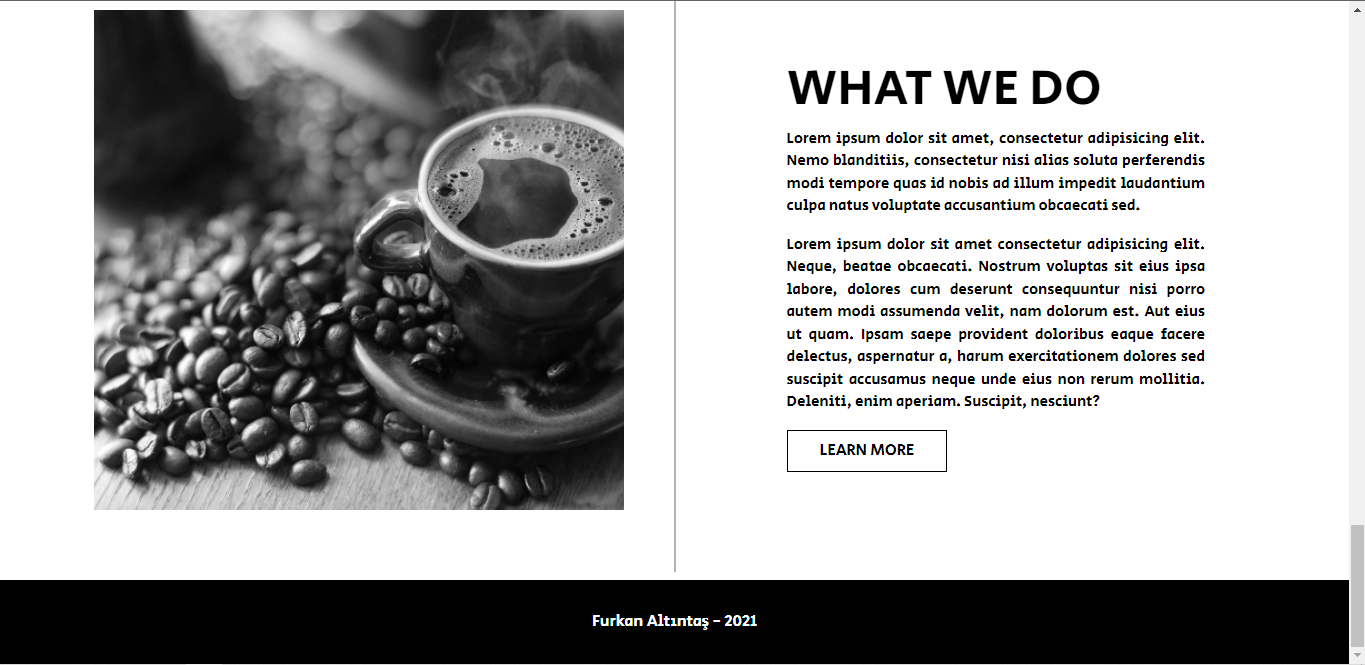 WHAT WE DO
Lorem ipsum dolor sit amet, consectetur adipisicing elit.
Nemo blanditiis, consectetur nisi alias soluta perferendis
modi tempore quas id nobis ad illum impedit laudantium
culpa natus voluptate accusantium obcaecati sed.
Lorem ipsum dolor sit amet consectetur adipisicing elit.
Neque, beatae obcaecati. Nostrum voluptas sit eius ipsa
labore, dolores cum deserunt consequuntur nisi porro
autem modi assumenda velit, nam dolorum est. Aut eius
ut quam. Ipsam saepe provident doloribus eaque facere
delectus, aspernatur a, harum exercitationem dolores sed
suscipit accusamus neque unde eius non rerum mollitia.
Deleniti, enim aperiam. Suscipit, nesciunt?
LEARN MORE
Furkan Altıntaş – 2021